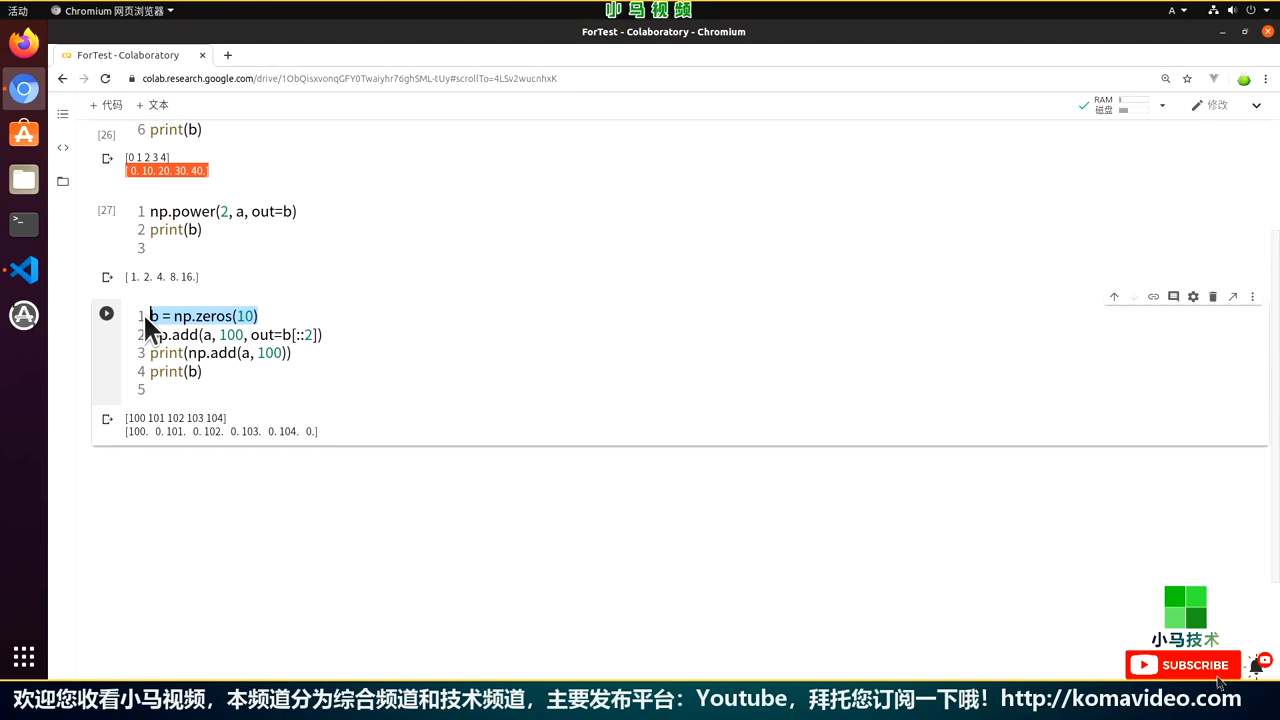 活动
Chromium 网页浏览器
小马视频
A
ForTest - Colaboratory - Chromium
ForTest - Colaboratory
colab.research.google.com/drive/1ObQisxvonqGFY0Twaiyhr76ghSML-tUy#scrollTo=4LSv2wucnhxK
+ 代码 + 文本
RAM
磁盘
修改
[26]
6 print(b)
[0 1 2 3 4]
[ 0. 10. 20. 30. 40.]
[27]
1 np.power(2, a, out=b)
2 print(b)
3
[ 1. 2. 4. 8. 16.]
1 b = np.zeros(10)
2 np.add(a, 100, out=b[::2])
3 print(np.add(a, 100))
4 print(b)
5
[100 101 102 103 104]
[100. 0. 101. 0. 102. 0. 103. 0. 104. 0.]
小马技术
SUBSCRIBE
欢迎您收看小马视频，本频道分为综合频道和技术频道，主要发布平台：Youtube，拜托您订阅一下哦！http://komavideo.com